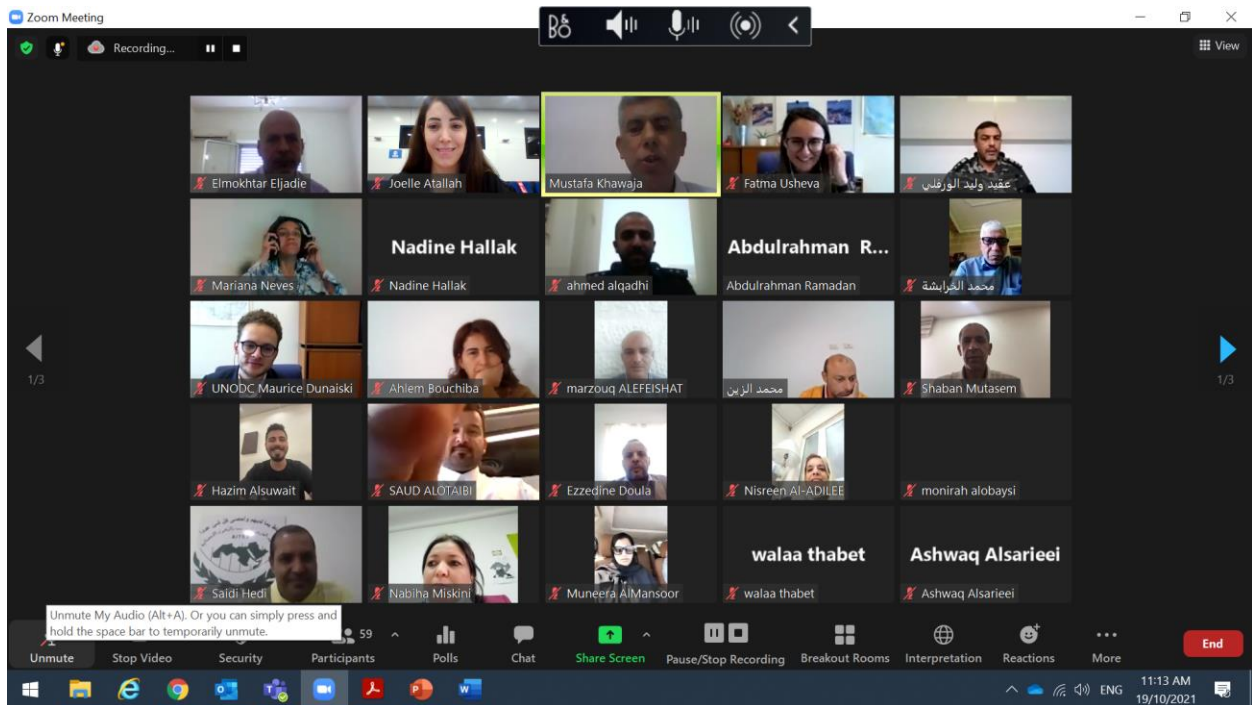 Zoom Meeting
B&O
Recording...
View
Elmokhtar Eljadie
Joelle Atallah
Mustafa Khawaja
Fatma Usheva
عقيد وليد الورفلي
Mariana Neves
Nadine Hallak
Nadine Hallak
ahmed alqadhi
Abdulrahman R...
Abdulrahman Ramadan
محمد الخرابشة
1/3
UNODC Maurice Dunaiski
Ahlem Bouchiba
marzouq ALEFEISHAT
محمد الزين
Shaban Mutasem
1/3
Hazim Alsuwait
SAUD ALOTAIBI
Ezzedine Doula
Nisreen Al-ADILEE
monirah alobaysi
Saidi Hedi
Nabiha Miskini
Muneera AlMansoor
walaa thabet
walaa thabet
Ashwaq Alsarieei
Ashwaq Alsarieei
Unmute My Audio (Alt+A). Or you can simply press and
hold the space bar to temporarily unmute.
59
Unmute
Stop Video
Security
Participants
Polls
Chat
Share Screen
Pause/Stop Recording
Breakout Rooms
Interpretation
Reactions
More
End
ENG
11:13 AM
19/10/2021